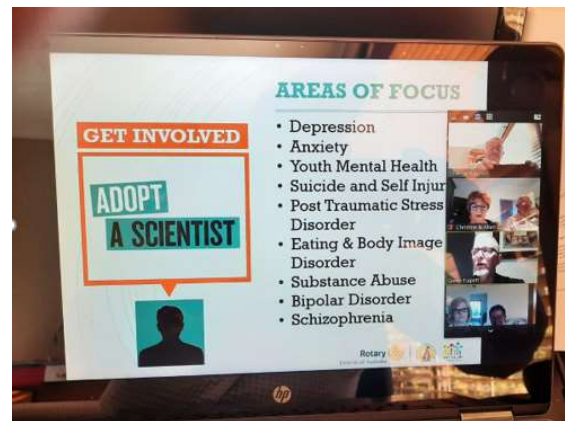 AREAS OF FOCUS
GET INVOLVED
ADOPT
A SCIENTIST
• Depression
• Anxiety
• Youth Mental Health
• Suicide and Self Injur
• Post Traumatic Stress
Disorder
• Eating & Body Image
Disorder
• Substance Abuse
• Bipolar Disorder
• Schizophrenia
Rotary
hp